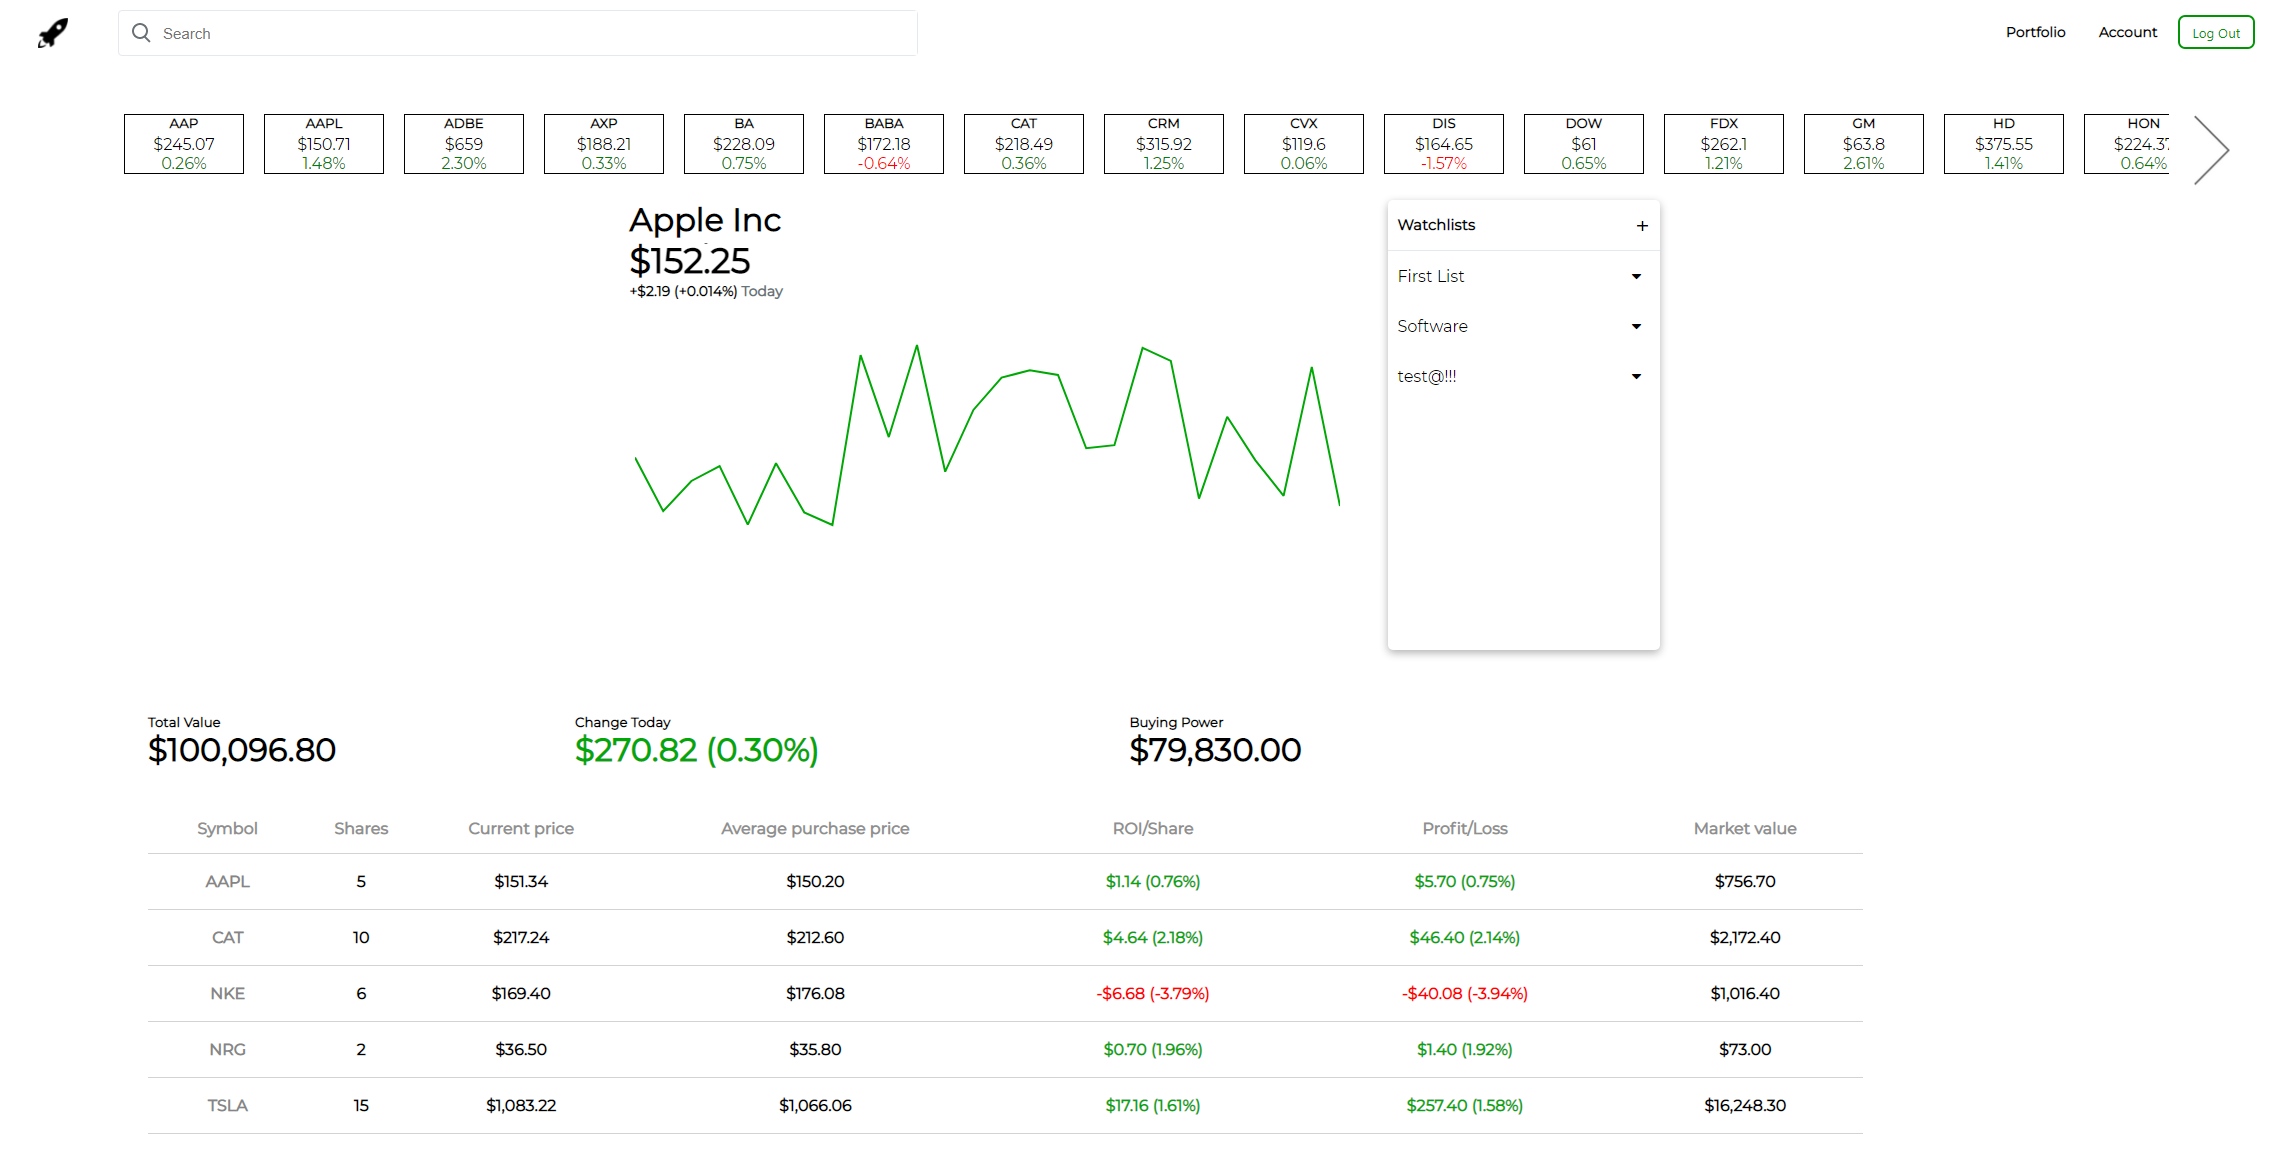 Search
Portfolio Account Log Out
AAP AAPL ADBE AXP BA BABA CAT CRM CVX DIS DOW FDX GM HD HON
$245.07 $150.71 $659 $188.21 $228.09 $172.18 $218.49 $315.92 $119.6 $164.65 $61 $262.1 $63.8 $375.55
0.26% 1.48% 2.30% 0.33% 0.75% -0.64% 0.36% 1.25% 0.06% -1.57% 0.65% 1.21% 2.61% 1.41% 0.64%
Apple Inc
$152.25
+$2.19 (+0.014%) Today
Watchlists +
First List
Software
test@!!!
Total Value Change Today Buying Power
$100,096.80 $270.82 (0.30%) $79,830.00
Symbol Shares Current price Average purchase price ROI/Share Profit/Loss Market value
AAPL 5 $151.34 $150.20 $1.14 (0.76%) $5.70 (0.75%) $756.70
CAT 10 $217.24 $212.60 $4.64 (2.18%) $46.40 (2.14%) $2,172.40
NKE 6 $169.40 $176.08 -$6.68 (-3.79%) -$40.08 (-3.94%) $1,016.40
NRG 2 $36.50 $35.80 $0.70 (1.96%) $1.40 (1.92%) $73.00
TSLA 15 $1,083.22 $1,066.06 $17.16 (1.61%) $257.40 (1.58%) $16,248.30